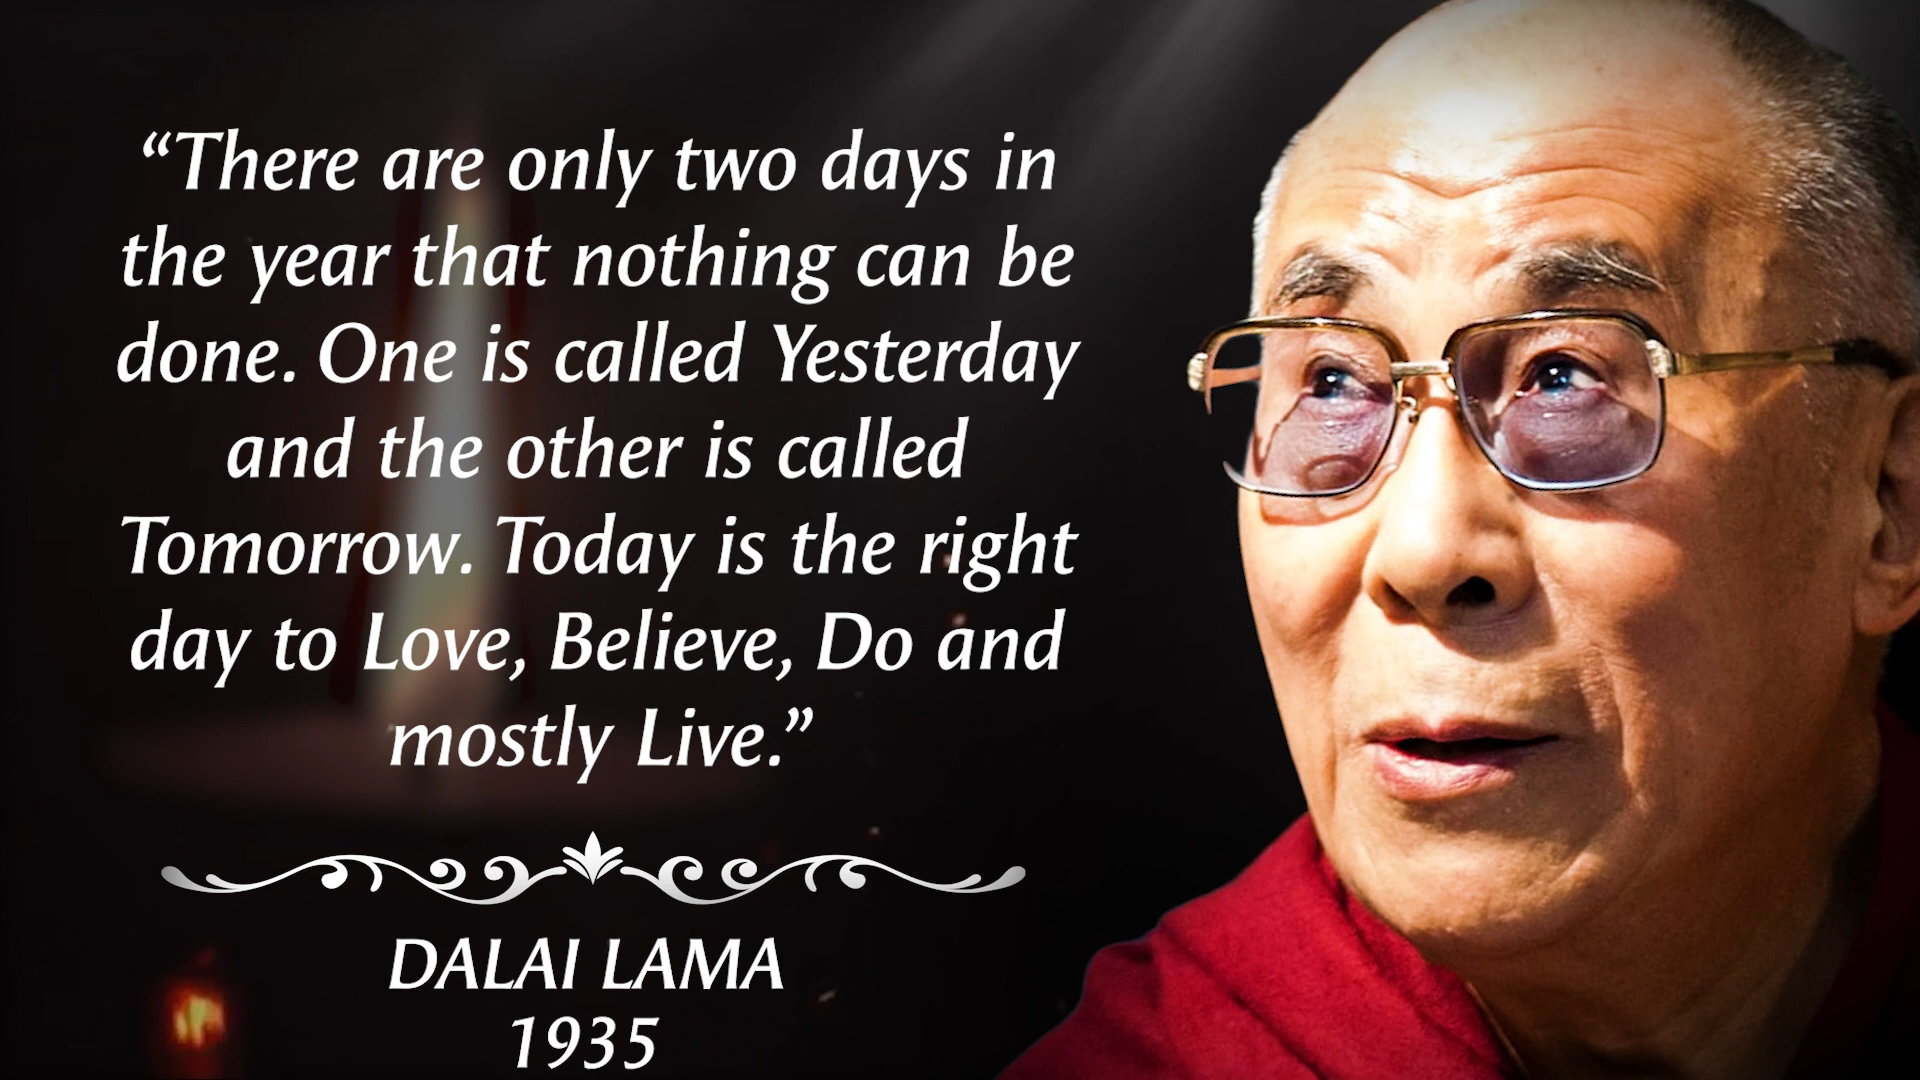 “There are only two days in
the year that nothing can be
done. One is called Yesterday
and the other is called
Tomorrow. Today is the right
day to Love, Believe, Do and
mostly Live.”
DALAI LAMA
1935